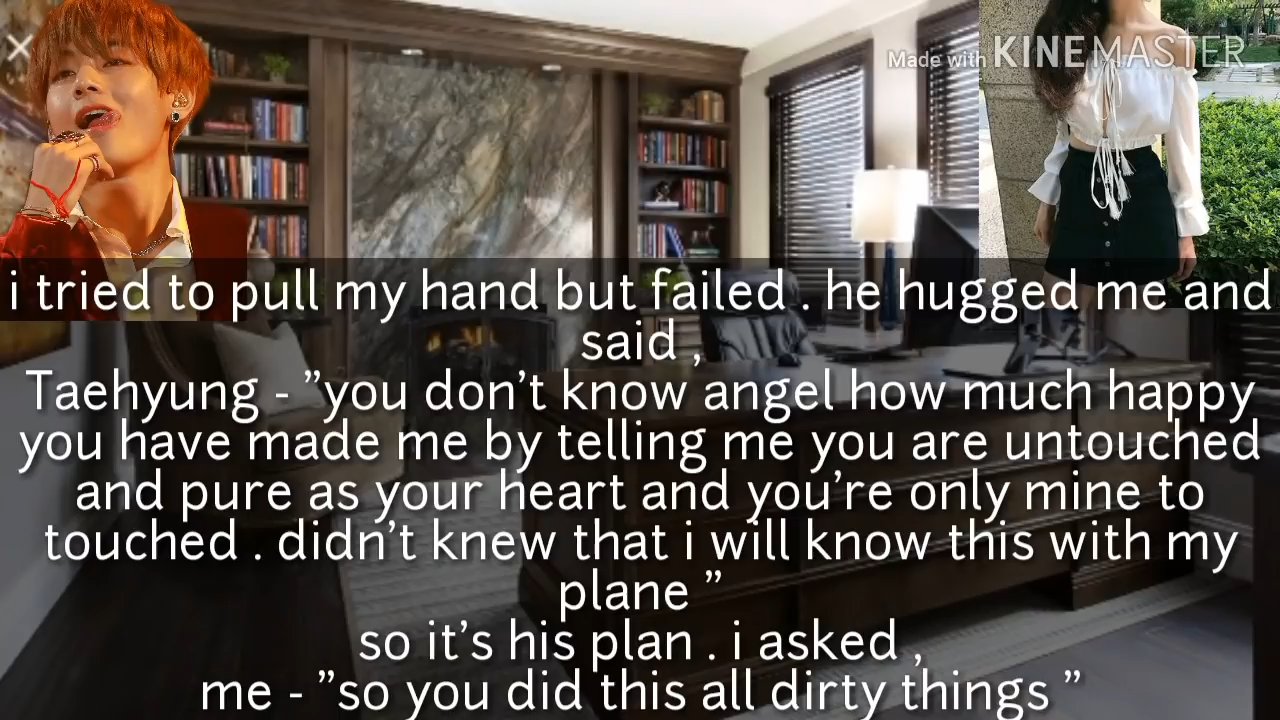 Made with KINEMASTER
i tried to pull my hand but failed . he hugged me and
said ,
Taehyung - ”you don’t know angel how much happy
you have made me by telling me you are untouched
and pure as your heart and you’re only mine to
touched . didn’t knew that i will know this with my
plane ”
so it’s his plan . i asked ,
me - ”so you did this all dirty things ”